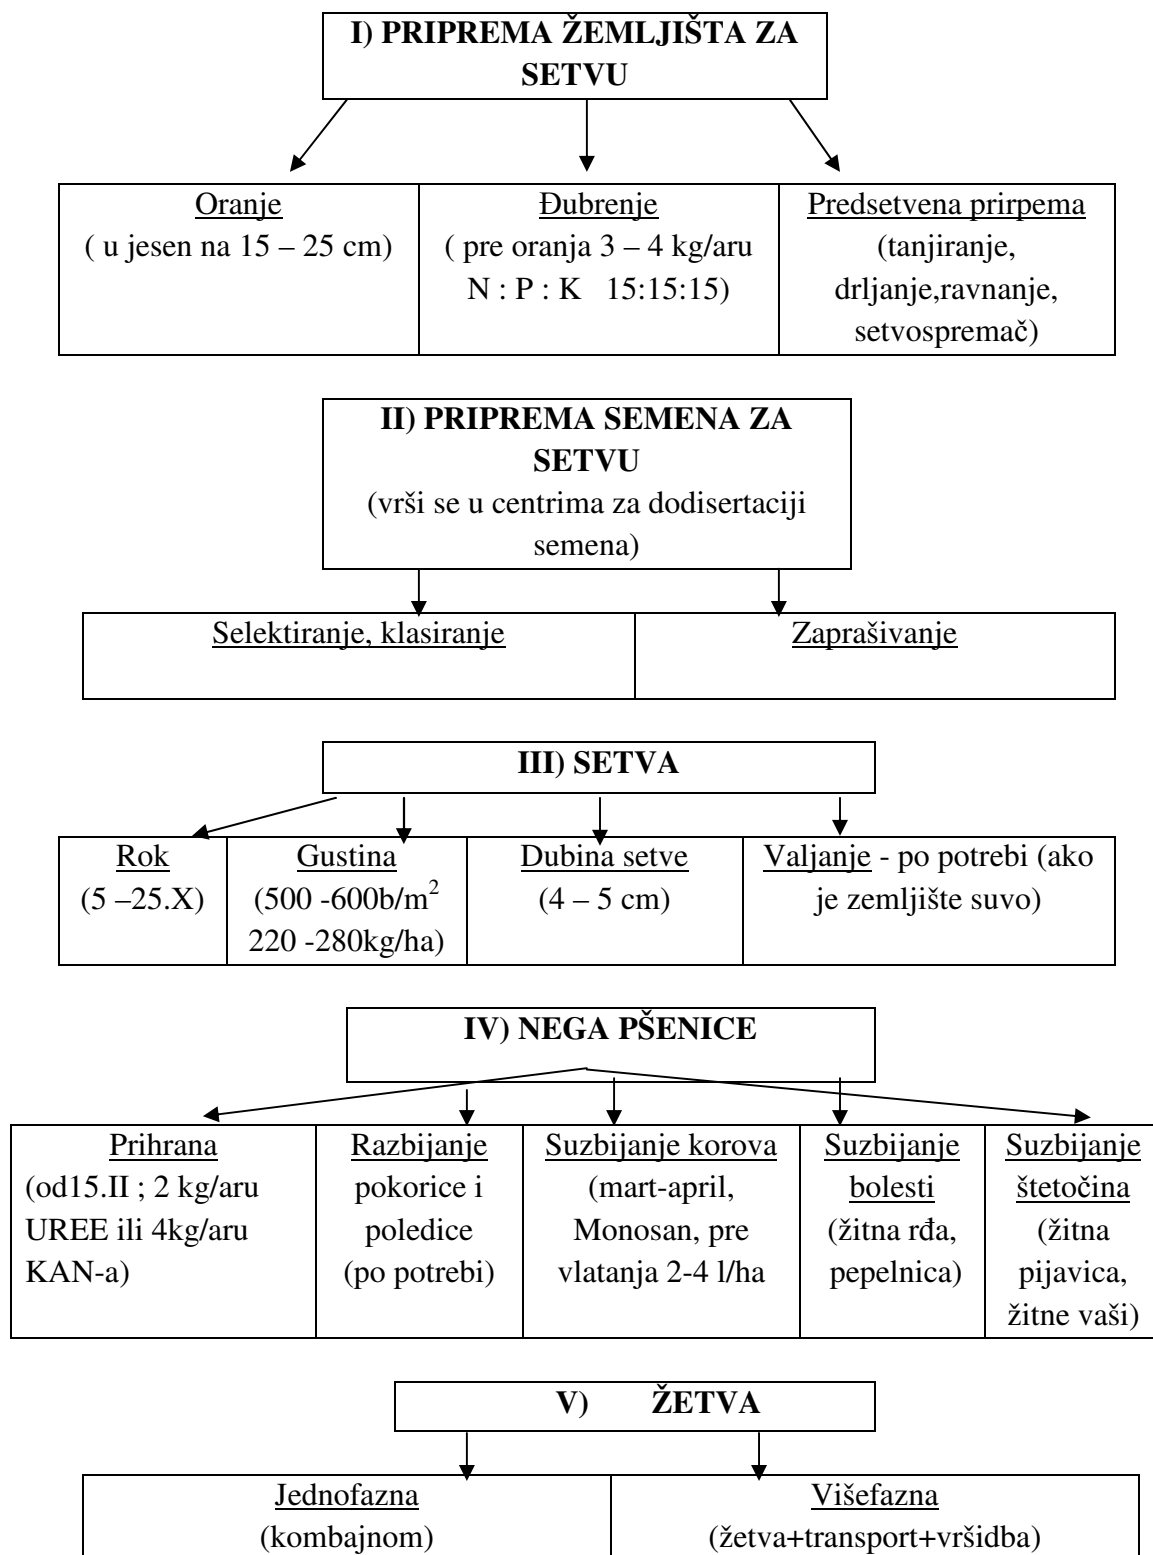 I) PRIPREMA ŽEMLJIŠTA ZA
SETVU
Oranje
( u jesen na 15 – 25 cm)
Đubrenje
( pre oranja 3 – 4 kg/aru
N : P : K 15:15:15)
Predsetvena prirpema
(tanjiranje,
drljanje,ravnanje,
setvospremač)
II) PRIPREMA SEMENA ZA
SETVU
(vrši se u centrima za dodisertaciji
semena)
Selektiranje, klasiranje
Zaprašivanje
III) SETVA
Rok
(5 –25.X)
Gustina
(500 -600b/m²
220 -280kg/ha)
Dubina setve
(4 – 5 cm)
Valjanje - po potrebi (ako
je zemljište suvo)
IV) NEGA PŠENICE
Prihrana
(od15.II ; 2 kg/aru
UREE ili 4kg/aru
KAN-a)
Razbijanje
pokorice i
poledice
(po potrebi)
Suzbijanje korova
(mart-april,
Monosan, pre
vlatanja 2-4 l/ha
Suzbijanje
bolesti
(žitna rđa,
pepelnica)
Suzbijanje
štetočina
(žitna
pijavica,
žitne vaši)
V) ŽETVA
Jednofazna
(kombajnom)
Višefazna
(žetva+transport+vršidba)